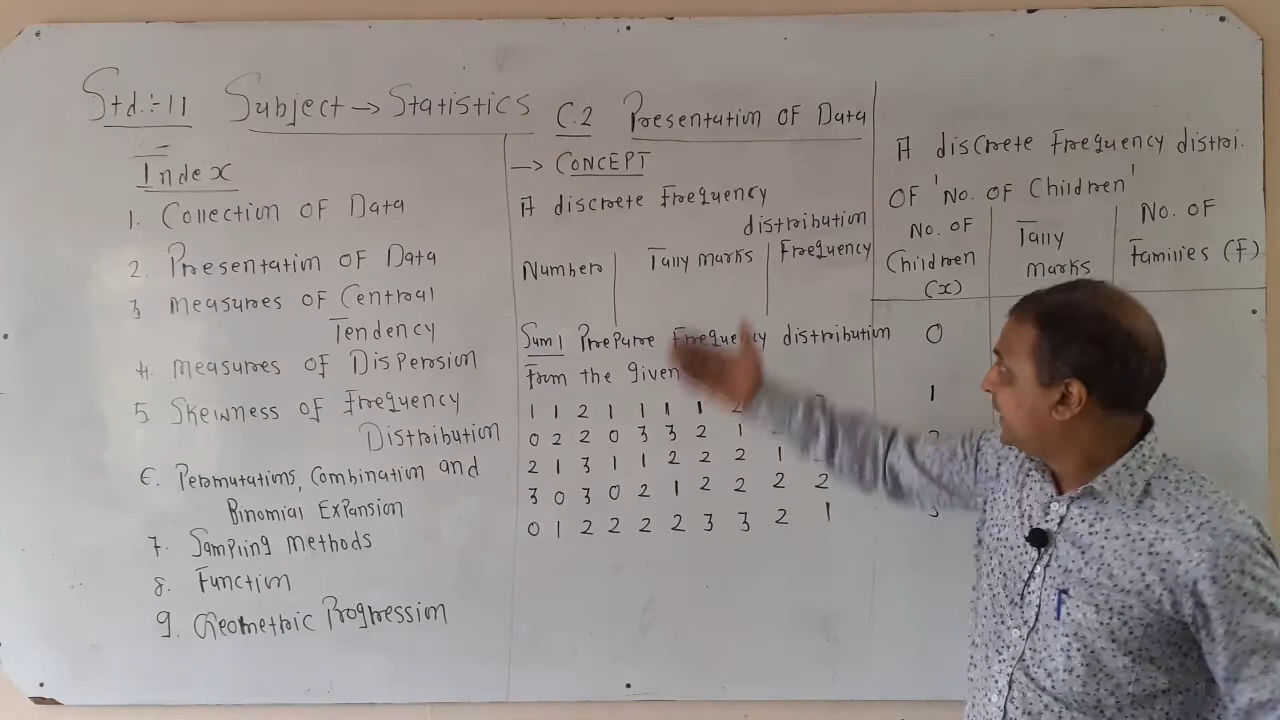 Std.:-11 Subject → Statistics
Index
1. Collection of Data
2. Presentation of Data
3 Measures of Central
Tendency
4. Measures of Dispersion
5 Skewness of Frequency
Distribution
6. Permutations, Combination and
Binomial Expansion
7. Sampling methods
8. Function
9. Geometric Progression
C.2 Presentation of Data
→ Concept
A discrete Frequency
distribution
Numbers Tally marks Frequency
Sum 1 Prepare Frequency distribution
from the given
1 1 2 1 1 1 1
0 2 2 0 3 3 2 1
2 1 3 1 1 2 2 2 1
3 0 3 0 2 1 2 2 2 2
0 1 2 2 2 2 3 3 2 1
A discrete Frequency distri.
of 'No. of Children'
No. of Children (x) Tally marks No. of Families (f)
0
1